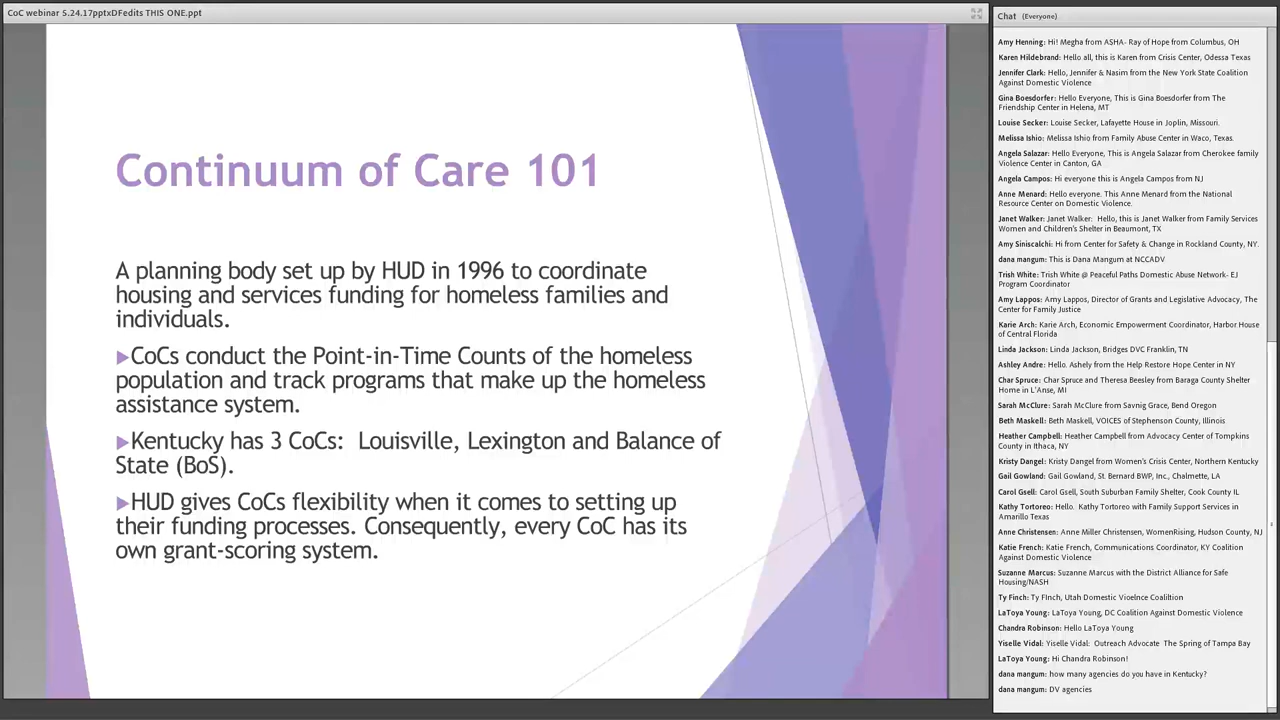 CoC webinar 5.24.17pptxDFedits THIS ONE.ppt
Continuum of Care 101
A planning body set up by HUD in 1996 to coordinate
housing and services funding for homeless families and
individuals.
▶CoCs conduct the Point-in-Time Counts of the homeless
population and track programs that make up the homeless
assistance system.
▶Kentucky has 3 CoCs:  Louisville, Lexington and Balance of
State (BoS).
▶HUD gives CoCs flexibility when it comes to setting up
their funding processes. Consequently, every CoC has its
own grant-scoring system.
Chat (Everyone)
Amy Henning: Hi! Megha from ASHA- Ray of Hope from Columbus, OH
Karen Hildebrand: Hello all, this is Karen from Crisis Center, Odessa Texas
Jennifer Clark: Hello, Jennifer & Nasim from the New York State Coalition
Against Domestic Violence
Gina Boesdorfer: Hello Everyone, This is Gina Boesdorfer from The
Friendship Center in Helena, MT
Louise Secker: Louise Secker, Lafayette House in Joplin, Missouri.
Melissa Ishio: Melissa Ishio from Family Abuse Center in Waco, Texas.
Angela Salazar: Hello Everyone, This is Angela Salazar from Cherokee family
Violence Center in Canton, GA
Angela Campos: Hi everyone this is Angela Campos from NJ
Anne Menard: Hello everyone. This Anne Menard from the National
Resource Center on Domestic Violence.
Janet Walker: Janet Walker:  Hello, this is Janet Walker from Family Services
Women and Children's Shelter in Beaumont, TX
Amy Siniscalchi: Hi from Center for Safety & Change in Rockland County, NY.
dana mangum: This is Dana Mangum at NCCADV
Trish White: Trish White @ Peaceful Paths Domestic Abuse Network- EJ
Program Coordinator
Amy Lappos: Amy Lappos, Director of Grants and Legislative Advocacy, The
Center for Family Justice
Karie Arch: Karie Arch, Economic Empowerment Coordinator, Harbor House
of Central Florida
Linda Jackson: Linda Jackson, Bridges DVC Franklin, TN
Ashley Andre: Hello. Ashely from the Help Restore Hope Center in NY
Char Spruce: Char Spruce and Theresa Beesley from Baraga County Shelter
Home in L'Anse, MI
Sarah McClure: Sarah McClure from Savnig Grace, Bend Oregon
Beth Maskell: Beth Maskell, VOICES of Stephenson County, Illinois
Heather Campbell: Heather Campbell from Advocacy Center of Tompkins
County in Ithaca, NY
Kristy Dangel: Kristy Dangel from Women's Crisis Center, Northern Kentucky
Gail Gowland: Gail Gowland, St. Bernard BWP, Inc., Chalmette, LA
Carol Gsell: Carol Gsell, South Suburban Family Shelter, Cook County IL
Kathy Tortoreo: Hello.  Kathy Tortoreo with Family Support Services in
Amarillo Texas
Anne Christensen: Anne Miller Christensen, WomenRising, Hudson County, NJ
Katie French: Katie French, Communications Coordinator, KY Coalition
Against Domestic Violence
Suzanne Marcus: Suzanne Marcus with the District Alliance for Safe
Housing/NASH
Ty Finch: Ty FInch, Utah Domestic Vioelnce Coaliltion
LaToya Young: LaToya Young, DC Coalition Against Domestic Violence
Chandra Robinson: Hello LaToya Young
Yiselle Vidal: Yiselle Vidal:  Outreach Advocate  The Spring of Tampa Bay
LaToya Young: Hi Chandra Robinson!
dana mangum: how many agencies do you have in Kentucky?
dana mangum: DV agencies